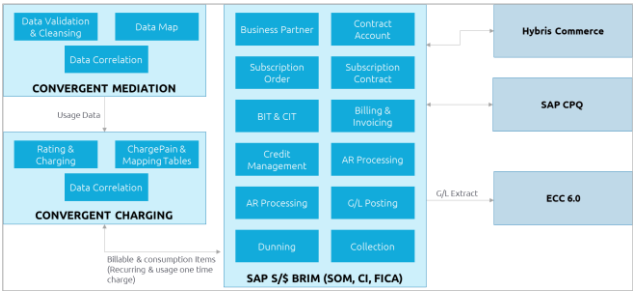 Data Validation
& Cleansing
Data Map
Data Correlation
CONVERGENT MEDIATION
Usage Data
Rating &
Charging
ChargePain &
Mapping Tables
Data Correlation
CONVERGENT CHARGING
Billable & consumption Items
(Recurring & usage one time
charge)
Business Partner
Contract
Account
Subscription
Order
Subscription
Contract
BIT & CIT
Billing &
Invoicing
Credit
Management
AR Processing
AR Processing
G/L Posting
Dunning
Collection
SAP S/$ BRIM (SOM, CI, FICA)
Hybris Commerce
SAP CPQ
G/L Extract
ECC 6.0